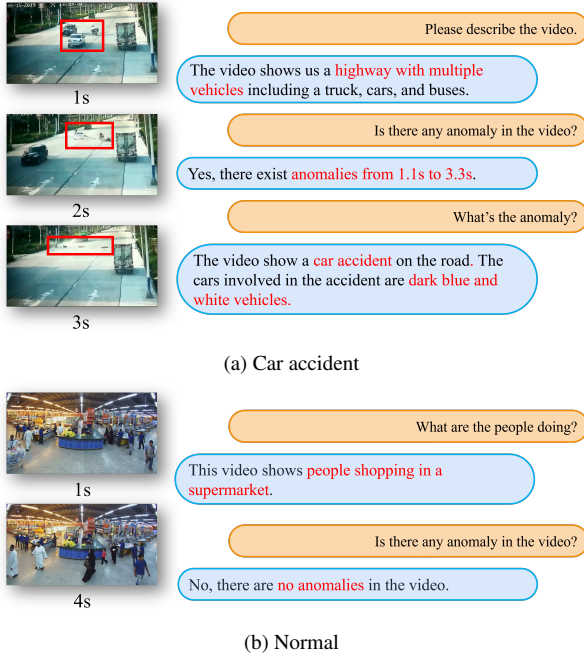 Please describe the video.
The video shows us a highway with multiple
vehicles including a truck, cars, and buses.
1s
Is there any anomaly in the video?
Yes, there exist anomalies from 1.1s to 3.3s.
2s
What's the anomaly?
The video show a car accident on the road. The
cars involved in the accident are dark blue and
white vehicles.
3s
(a) Car accident
What are the people doing?
This video shows people shopping in a
supermarket.
1s
Is there any anomaly in the video?
No, there are no anomalies in the video.
4s
(b) Normal